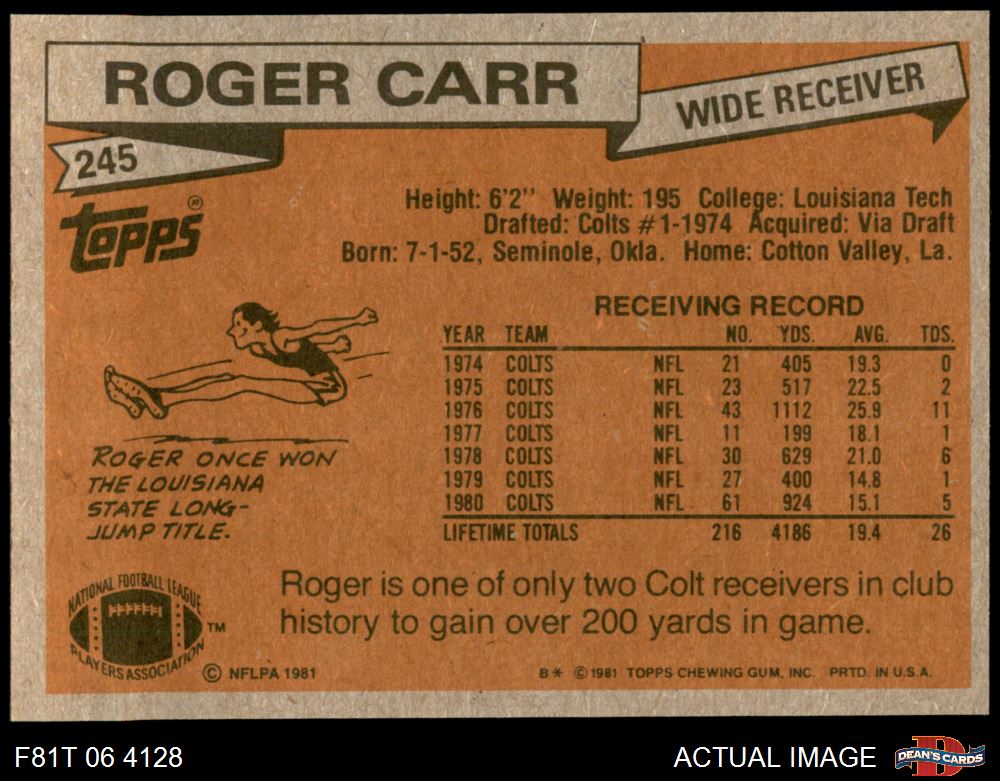 ROGER CARR
WIDE RECEIVER
245
TOPPS®
Height: 6'2'' Weight: 195 College: Louisiana Tech
Drafted: Colts #1-1974 Acquired: Via Draft
Born: 7-1-52, Seminole, Okla. Home: Cotton Valley, La.
RECEIVING RECORD
YEAR TEAM NO. YDS. AVG. TDS.
1974 COLTS NFL 21 405 19.3 0
1975 COLTS NFL 23 517 22.5 2
1976 COLTS NFL 43 1112 25.9 11
1977 COLTS NFL 11 199 18.1 1
1978 COLTS NFL 30 629 21.0 6
1979 COLTS NFL 27 400 14.8 1
1980 COLTS NFL 61 924 15.1 5
LIFETIME TOTALS 216 4186 19.4 26
ROGER ONCE WON
THE LOUISIANA
STATE LONG-
JUMP TITLE.
Roger is one of only two Colt receivers in club
history to gain over 200 yards in game.
NATIONAL FOOTBALL LEAGUE
PLAYERS ASSOCIATION
TM
© NFLPA 1981
B* ©1981 TOPPS CHEWING GUM, INC. PRTD. IN U.S.A.
F81T 06 4128
ACTUAL IMAGE
D
DEAN'S CARDS